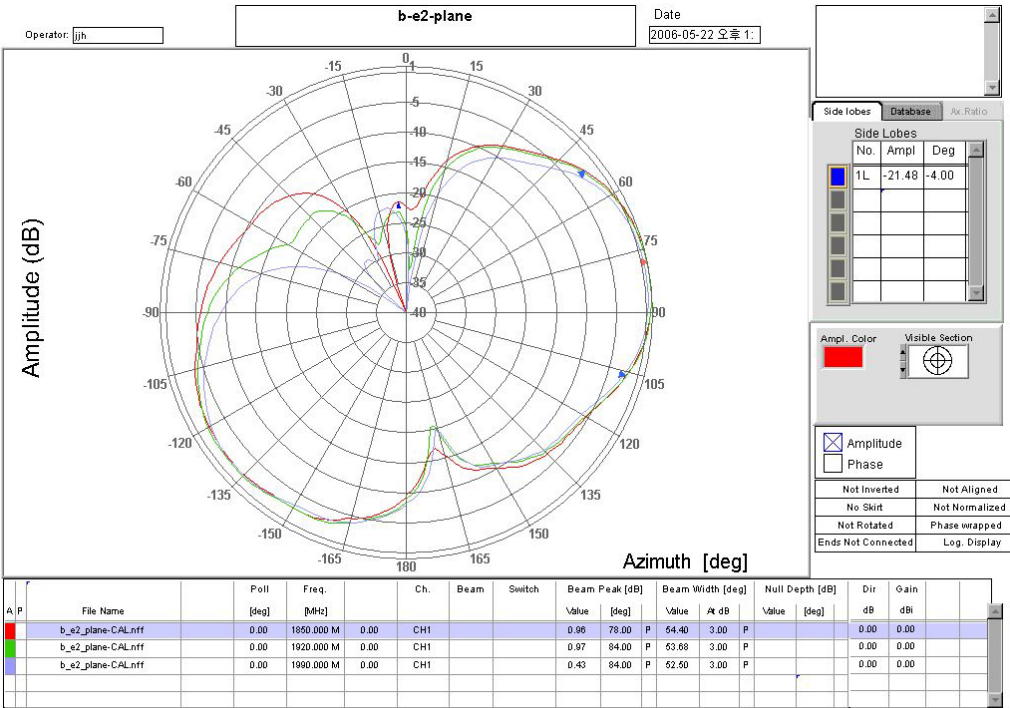 b-e2-plane
Date
Operator: jjh
2006-05-22 오후 1:
Amplitude (dB)
0
-15
15
-30
30
-45
45
-60
60
-75
75
-90
90
-105
105
-120
120
-135
135
-150
150
-165
165
180
1
-5
-10
-15
-20
-25
-30
-35
-40
Azimuth [deg]
Side lobes Database Ax.Ratio
Side Lobes
No. Ampl Deg
1L -21.48 -4.00
Ampl. Color Visible Section
Amplitude
Phase
Not Inverted Not Aligned
No Skirt Not Normalized
Not Rotated Phase wrapped
Ends Not Connected Log. Display
Poll Freq. Ch. Beam Switch Beam Peak [dB] Beam Width [deg] Null Depth [dB] Dir Gain
A P File Name [deg] [MHz] Value [deg] Value At dB Value [deg] dB dBi
b_e2_plane-CAL.nff 0.00 1850.000 M 0.00 CH1 0.96 78.00 P 54.40 3.00 P 0.00 0.00
b_e2_plane-CAL.nff 0.00 1920.000 M 0.00 CH1 0.97 84.00 P 53.68 3.00 P 0.00 0.00
b_e2_plane-CAL.nff 0.00 1990.000 M 0.00 CH1 0.43 84.00 P 52.50 3.00 P 0.00 0.00